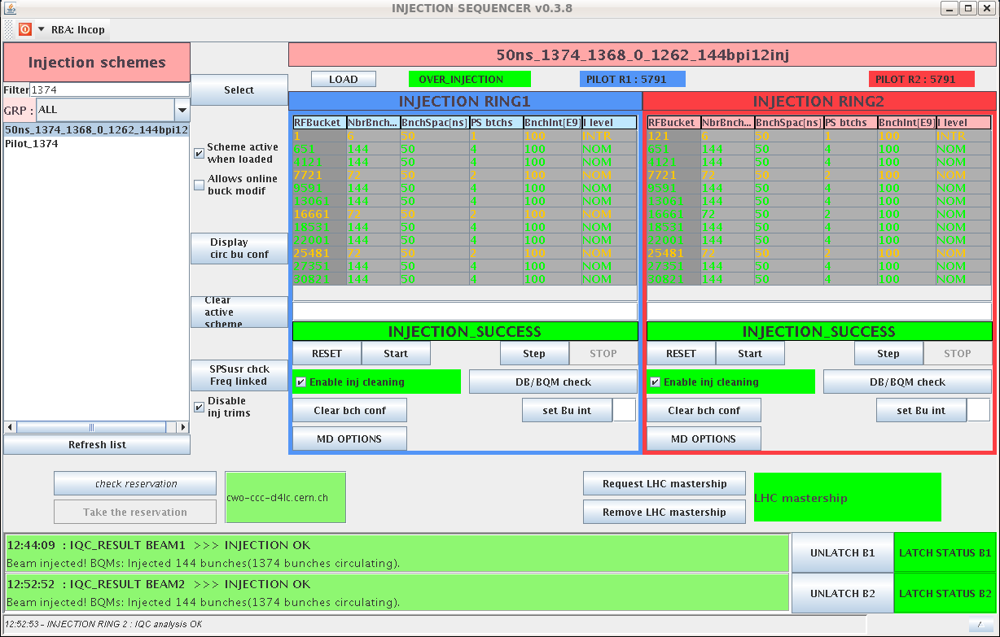 INJECTION SEQUENCER v0.3.8
RBA: lhcop
Injection schemes
50ns_1374_1368_0_1262_144bpi12inj
Filter 1374
Select
LOAD
OVER_INJECTION
PILOT R1 : 5791
PILOT R2 : 5791
GRP : ALL
50ns_1374_1368_0_1262_144bpi12
Pilot_1374
Scheme active
when loaded
Allows online
buck modif
Display
circ bu conf
Clear
active
scheme
SPSusr chck
Freq linked
Disable
inj trims
Refresh list
INJECTION RING1
RFBucket NbrBnch... BnchSpac[ns] PS btchs BnchInt[E9] I level
1 6 50 1 100 INTR
651 144 50 4 100 NOM
4121 144 50 4 100 NOM
7721 72 50 2 100 NOM
9591 144 50 4 100 NOM
13061 144 50 4 100 NOM
16661 72 50 2 100 NOM
18531 144 50 4 100 NOM
22001 144 50 4 100 NOM
25481 72 50 2 100 NOM
27351 144 50 4 100 NOM
30821 144 50 4 100 NOM
INJECTION_SUCCESS
RESET Start Step STOP
Enable inj cleaning DB/BQM check
Clear bch conf set Bu int
MD OPTIONS
INJECTION RING2
RFBucket NbrBnch... BnchSpac[ns] PS btchs BnchInt[E9] I level
121 6 50 1 100 INTR
651 144 50 4 100 NOM
4121 144 50 4 100 NOM
7721 72 50 2 100 NOM
9591 144 50 4 100 NOM
13061 144 50 4 100 NOM
16661 72 50 2 100 NOM
18531 144 50 4 100 NOM
22001 144 50 4 100 NOM
25481 72 50 2 100 NOM
27351 144 50 4 100 NOM
30821 144 50 4 100 NOM
INJECTION_SUCCESS
RESET Start Step STOP
Enable inj cleaning DB/BQM check
Clear bch conf set Bu int
MD OPTIONS
check reservation
Take the reservation
cwo-ccc-d4lc.cern.ch
Request LHC mastership
Remove LHC mastership
LHC mastership
12:44:09 : IQC_RESULT BEAM1 >>> INJECTION OK
Beam injected! BQMs: Injected 144 bunches(1374 bunches circulating).
UNLATCH B1
LATCH STATUS B1
12:52:52 : IQC_RESULT BEAM2 >>> INJECTION OK
Beam injected! BQMs: Injected 144 bunches(1374 bunches circulating).
UNLATCH B2
LATCH STATUS B2
12:52:53 - INJECTION RING 2 : IQC analysis OK